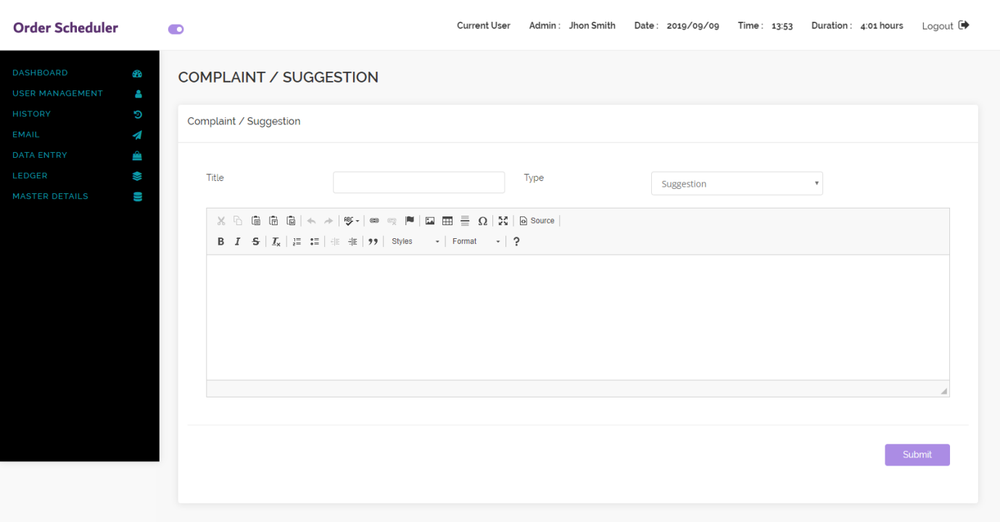 Order Scheduler
Current User Admin : Jhon Smith Date : 2019/09/09 Time : 13:53 Duration : 4:01 hours Logout
DASHBOARD
USER MANAGEMENT
HISTORY
EMAIL
DATA ENTRY
LEDGER
MASTER DETAILS
COMPLAINT / SUGGESTION
Complaint / Suggestion
Title Type Suggestion
ABC Ω Source
B I S Ix Styles Format ?
Submit